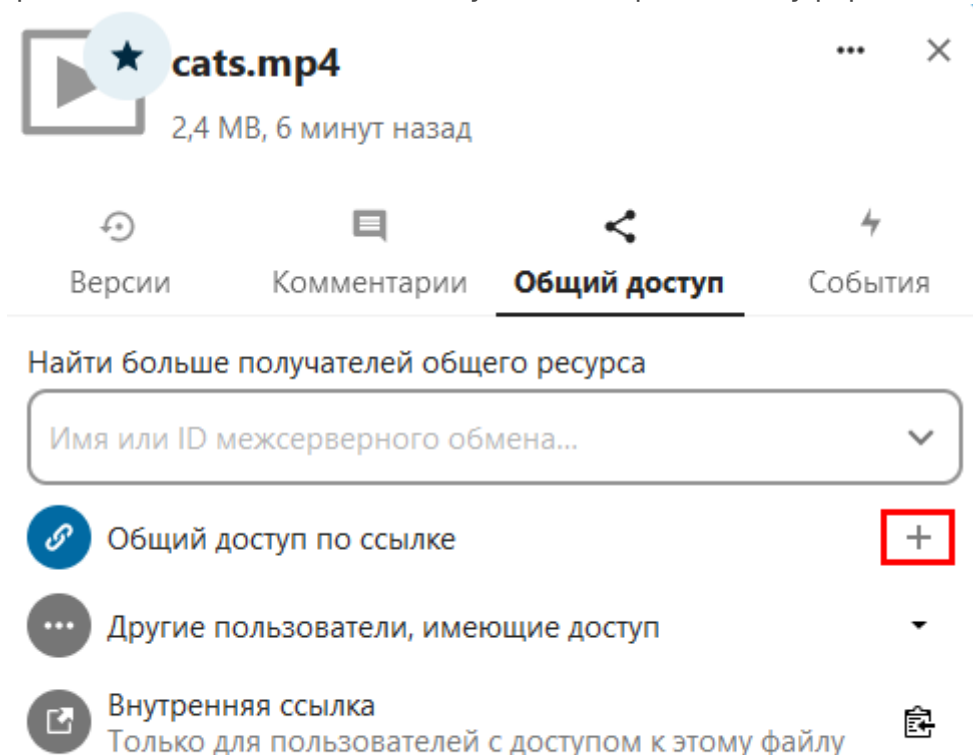 cats.mp4
2,4 MB, 6 минут назад
Версии Комментарии Общий доступ События
Найти больше получателей общего ресурса
Имя или ID межсерверного обмена...
Общий доступ по ссылке
Другие пользователи, имеющие доступ
Внутренняя ссылка
Только для пользователей с доступом к этому файлу